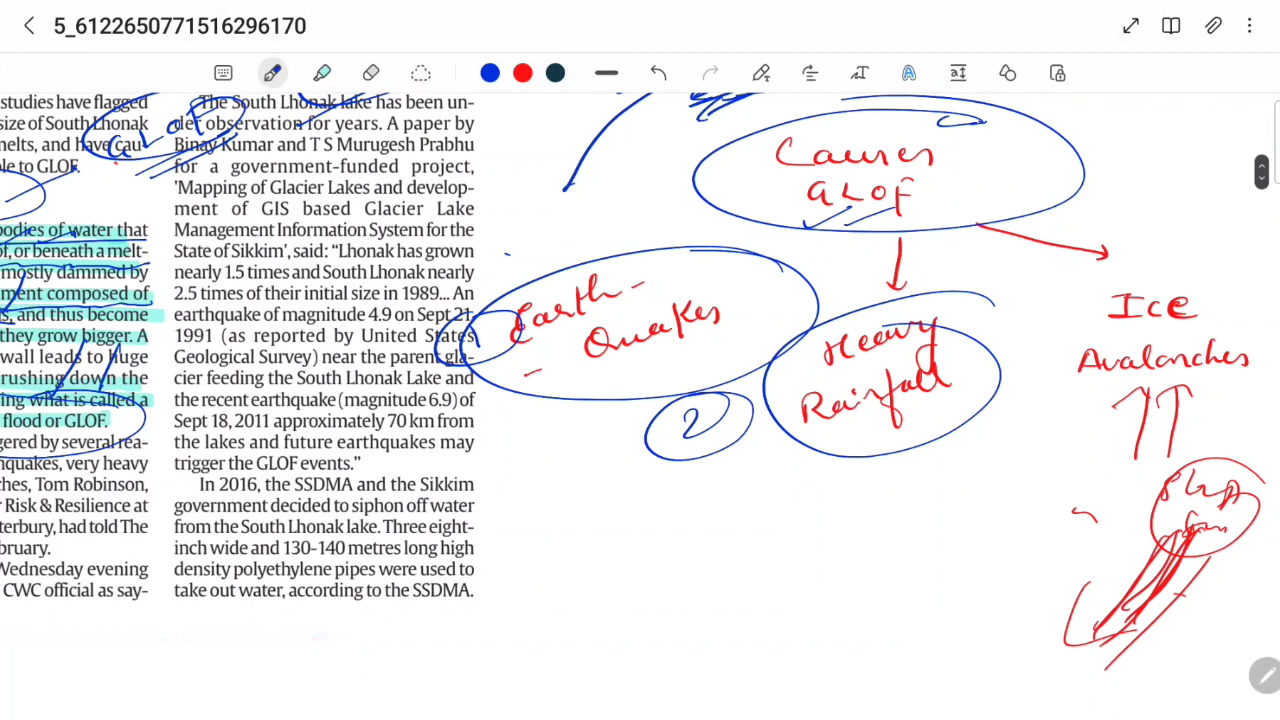 5_6122650771516296170
studies have flagged
size of South Lhonak
melts, and have cau-
le to GLOF.
bodies of water that
of, or beneath a melt-
mostly dammed by
ment composed of
s, and thus become
they grow bigger. A
wall leads to huge
rushing down the
ing what is called a
flood or GLOF.
gered by several rea-
hquakes, very heavy
ches, Tom Robinson,
r Risk & Resilience at
terbury, had told The
bruary.
Wednesday evening
CWC official as say-
GLOF
The South Lhonak lake has been un-
der observation for years. A paper by
Binay Kumar and T S Murugesh Prabhu
for a government-funded project,
'Mapping of Glacier Lakes and develop-
ment of GIS based Glacier Lake
Management Information System for the
State of Sikkim', said: “Lhonak has grown
nearly 1.5 times and South Lhonak nearly
2.5 times of their initial size in 1989... An
earthquake of magnitude 4.9 on Sept 21,
1991 (as reported by United States
Geological Survey) near the parent gla-
cier feeding the South Lhonak Lake and
the recent earthquake (magnitude 6.9) of
Sept 18, 2011 approximately 70 km from
the lakes and future earthquakes may
trigger the GLOF events.”
In 2016, the SSDMA and the Sikkim
government decided to siphon off water
from the South Lhonak lake. Three eight-
inch wide and 130-140 metres long high
density polyethylene pipes were used to
take out water, according to the SSDMA.
Causes
GLOF
1
Earth-
Quakes
2
Heavy
Rainfall
Ice
Avalanches